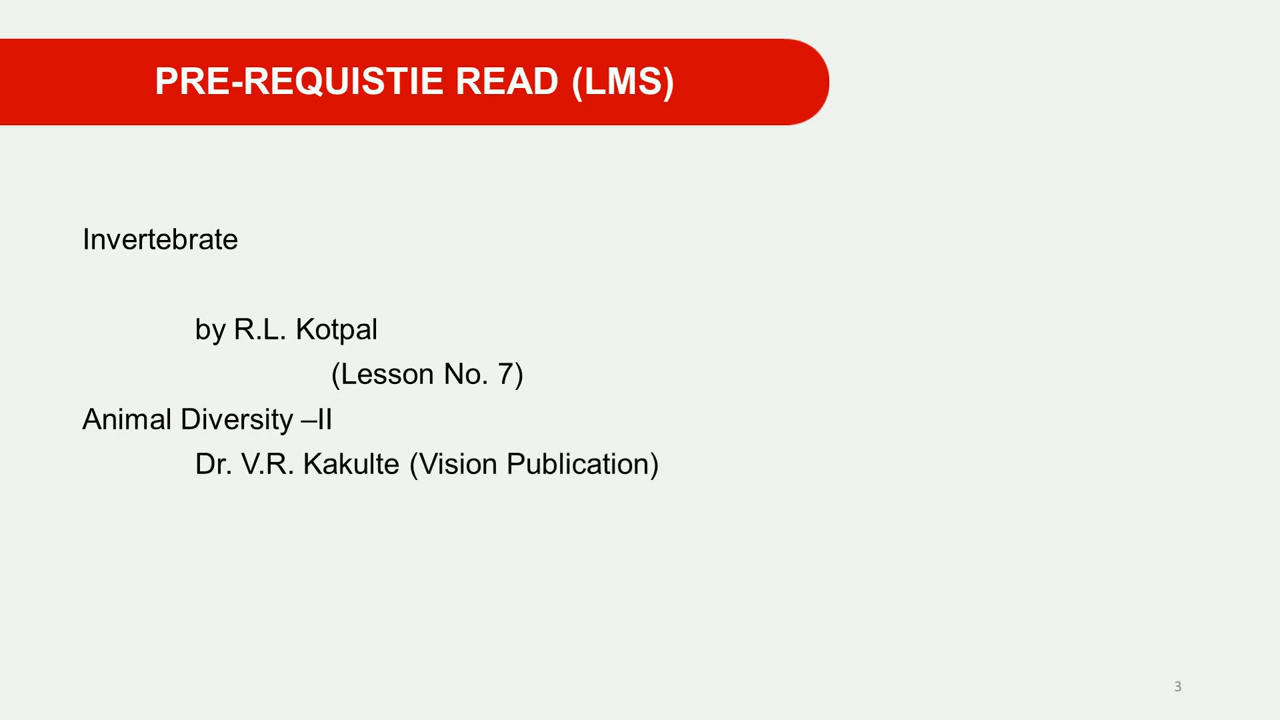 PRE-REQUISTIE READ (LMS)
Invertebrate
by R.L. Kotpal
(Lesson No. 7)
Animal Diversity –II
Dr. V.R. Kakulte (Vision Publication)
3